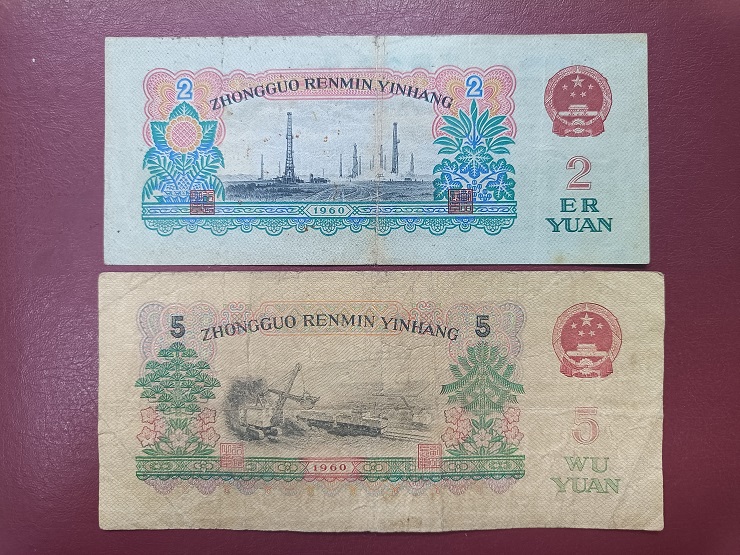 2 ZHONGGUO RENMIN YINHANG 2
1960
2
ER
YUAN
5 ZHONGGUO RENMIN YINHANG 5
1960
5
WU
YUAN